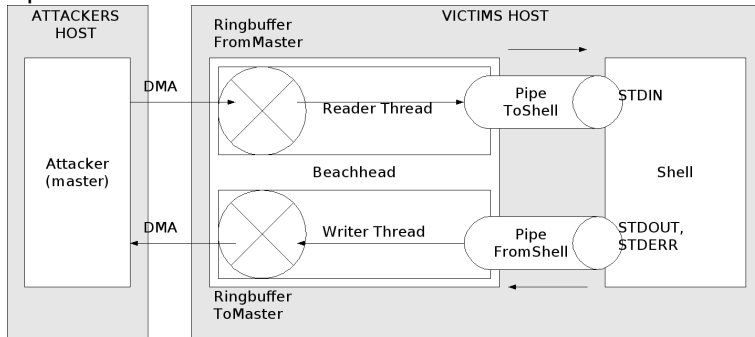 ATTACKERS
HOST
VICTIMS HOST
Ringbuffer
FromMaster
DMA
Reader Thread
Pipe
ToShell
STDIN
Attacker
(master)
Beachhead
Shell
DMA
Writer Thread
Pipe
FromShell
STDOUT,
STDERR
Ringbuffer
ToMaster